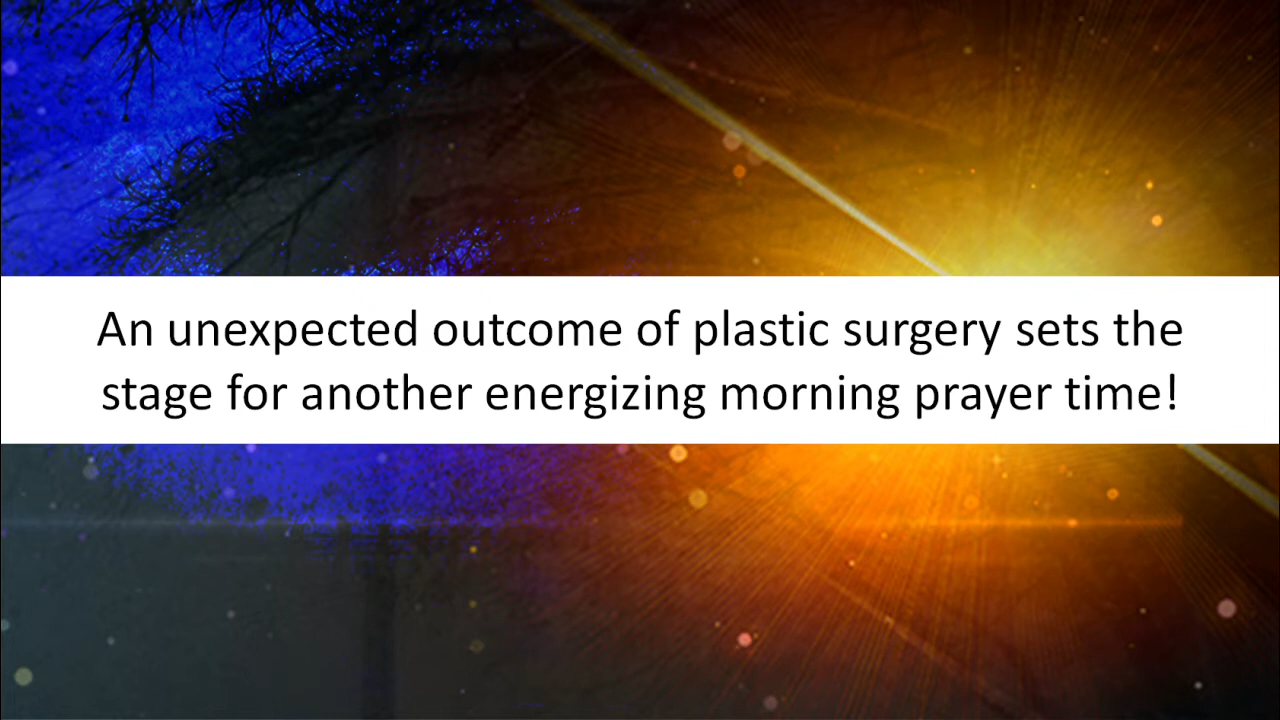 An unexpected outcome of plastic surgery sets the
stage for another energizing morning prayer time!